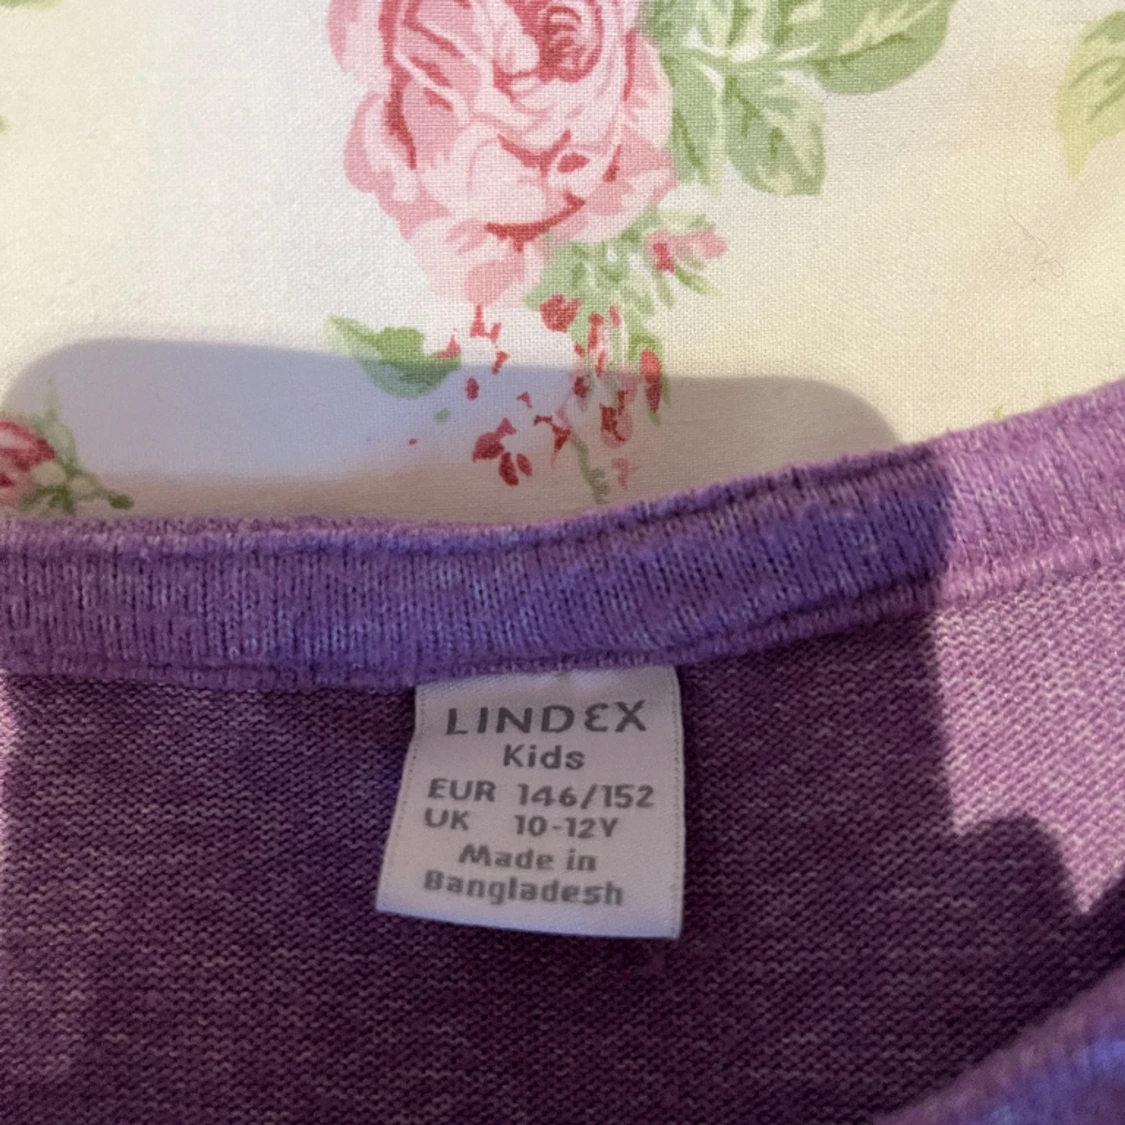 LINDEX
Kids
EUR 146/152
UK 10-12Y
Made in
Bangladesh